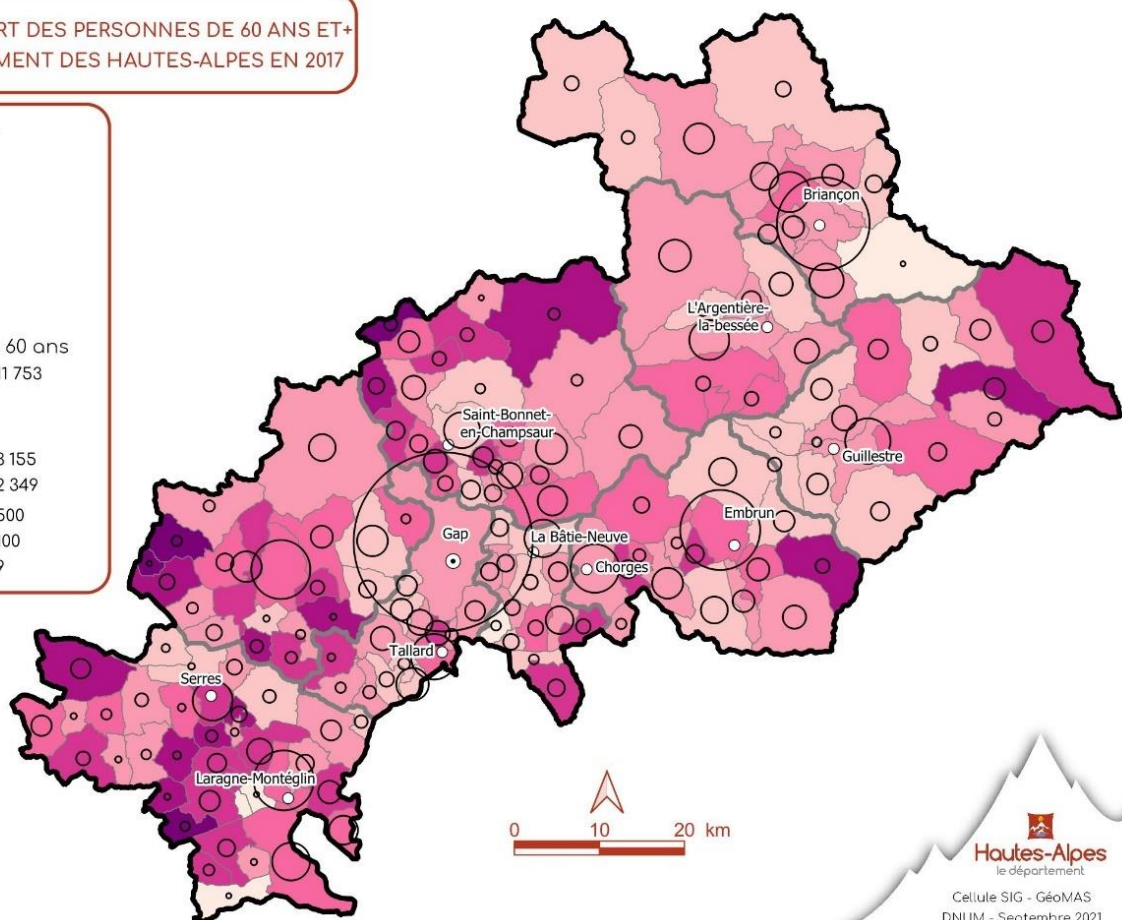 RT DES PERSONNES DE 60 ANS ET+
MENT DES HAUTES-ALPES EN 2017
60 ans
11 753
3 155
2 349
500
100
9
Briançon
L'Argentière-
la-bessée
Saint-Bonnet-
en-Champsaur
Guillestre
Embrun
Gap
La Bâtie-Neuve
Chorges
Tallard
Serres
Laragne-Montéglin
0 10 20 km
Hautes-Alpes
le département
Cellule SIG - GéoMAS
DNUM - Septembre 2021